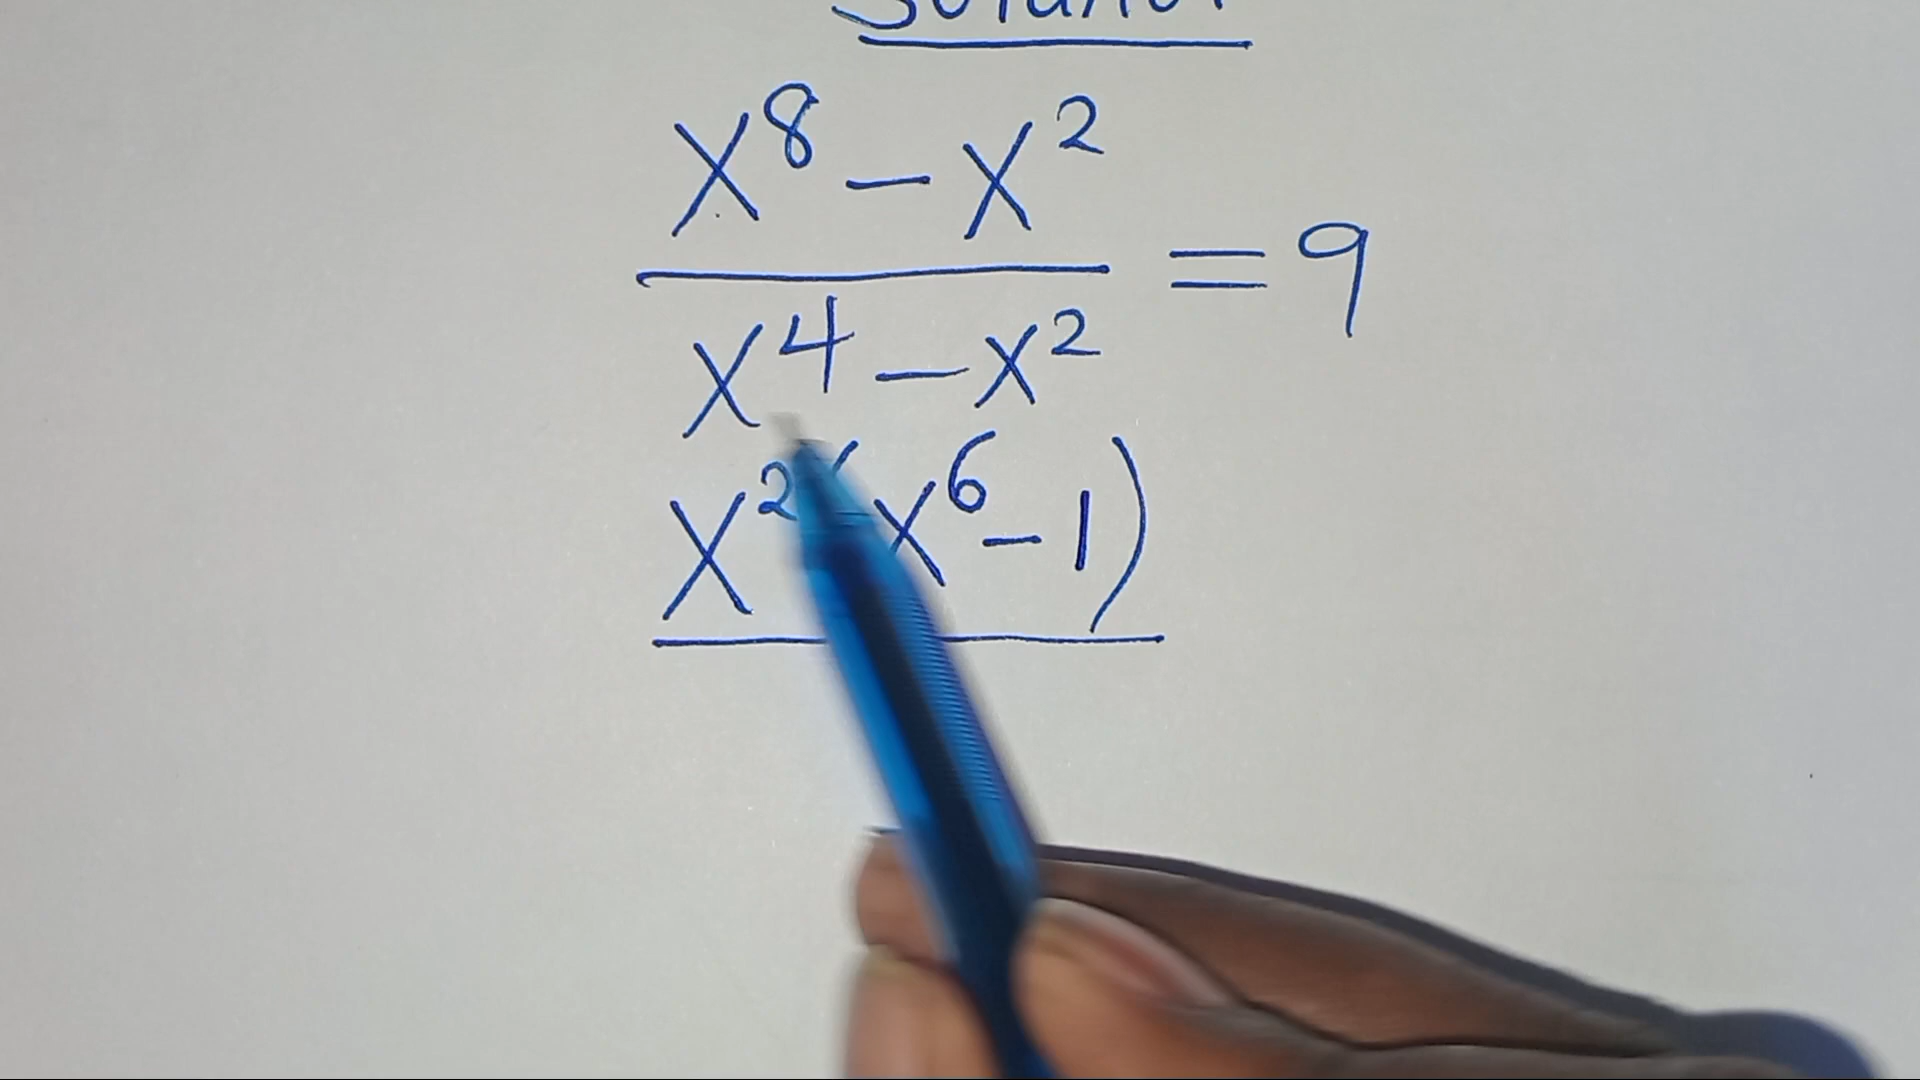 x⁸ - x²
/ x⁴ - x² = 9
x²(x⁶ - 1)